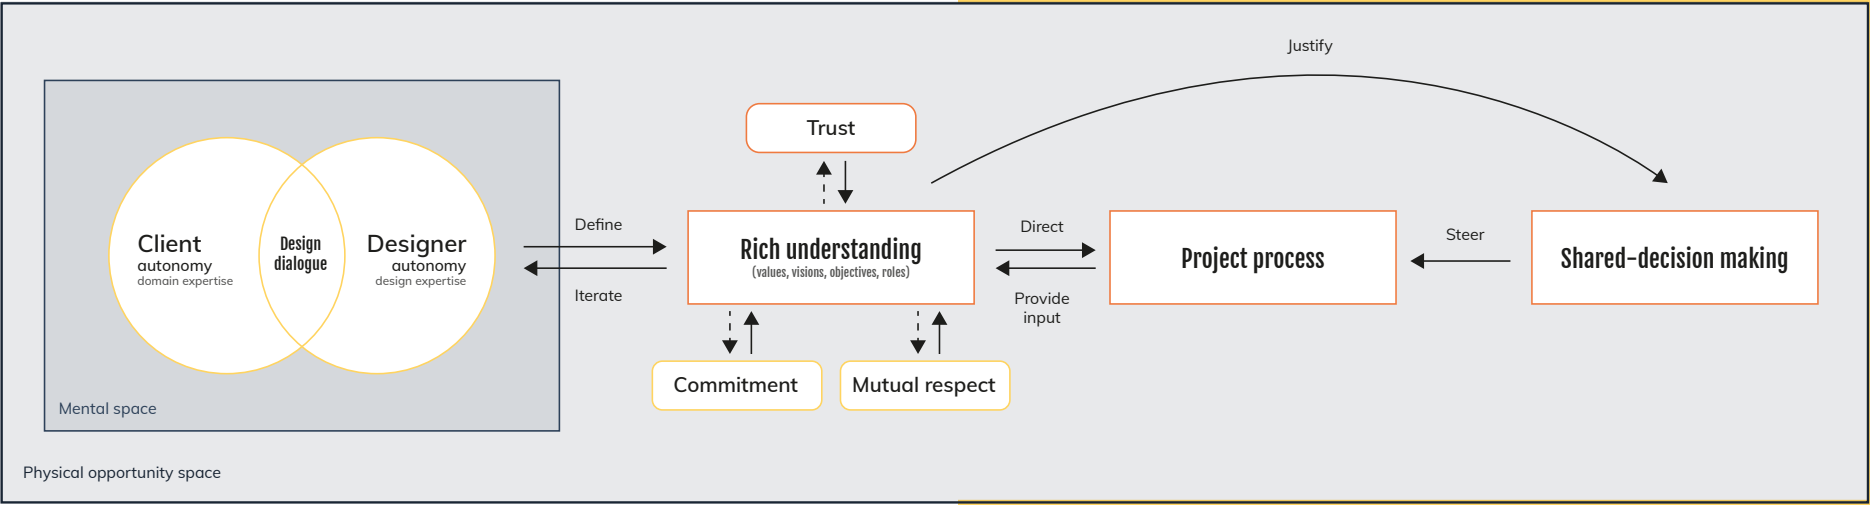 Justify
Trust
Client
autonomy
domain expertise
Design
dialogue
Designer
autonomy
design expertise
Define
Iterate
Rich understanding
(values, visions, objectives, roles)
Direct
Provide
input
Project process
Steer
Shared-decision making
Commitment
Mutual respect
Mental space
Physical opportunity space